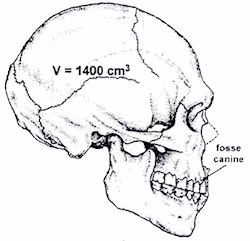 V = 1400 cm³
fosse
canine